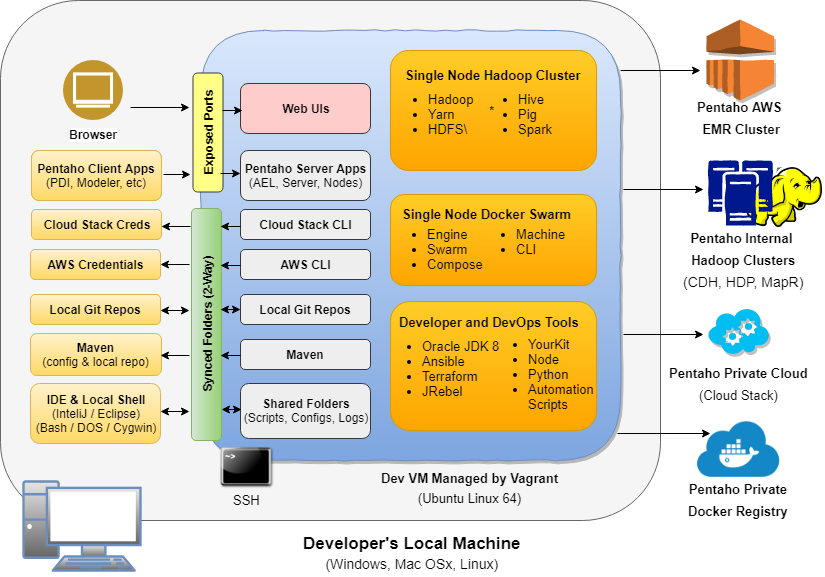 Browser
Pentaho Client Apps
(PDI, Modeler, etc)
Cloud Stack Creds
AWS Credentials
Local Git Repos
Maven
(config & local repo)
IDE & Local Shell
(InteliJ / Eclipse)
(Bash / DOS / Cygwin)
Exposed Ports
Synced Folders (2-Way)
Web UIs
Pentaho Server Apps
(AEL, Server, Nodes)
Cloud Stack CLI
AWS CLI
Local Git Repos
Maven
Shared Folders
(Scripts, Configs, Logs)
>_
SSH
Single Node Hadoop Cluster
• Hadoop
• Yarn
• HDFS\
*
• Hive
• Pig
• Spark
Single Node Docker Swarm
• Engine
• Swarm
• Compose
• Machine
• CLI
Developer and DevOps Tools
• Oracle JDK 8
• Ansible
• Terraform
• JRebel
• YourKit
• Node
• Python
• Automation
Scripts
Dev VM Managed by Vagrant
(Ubuntu Linux 64)
Developer's Local Machine
(Windows, Mac OSx, Linux)
Pentaho AWS
EMR Cluster
Pentaho Internal
Hadoop Clusters
(CDH, HDP, MapR)
Pentaho Private Cloud
(Cloud Stack)
Pentaho Private
Docker Registry